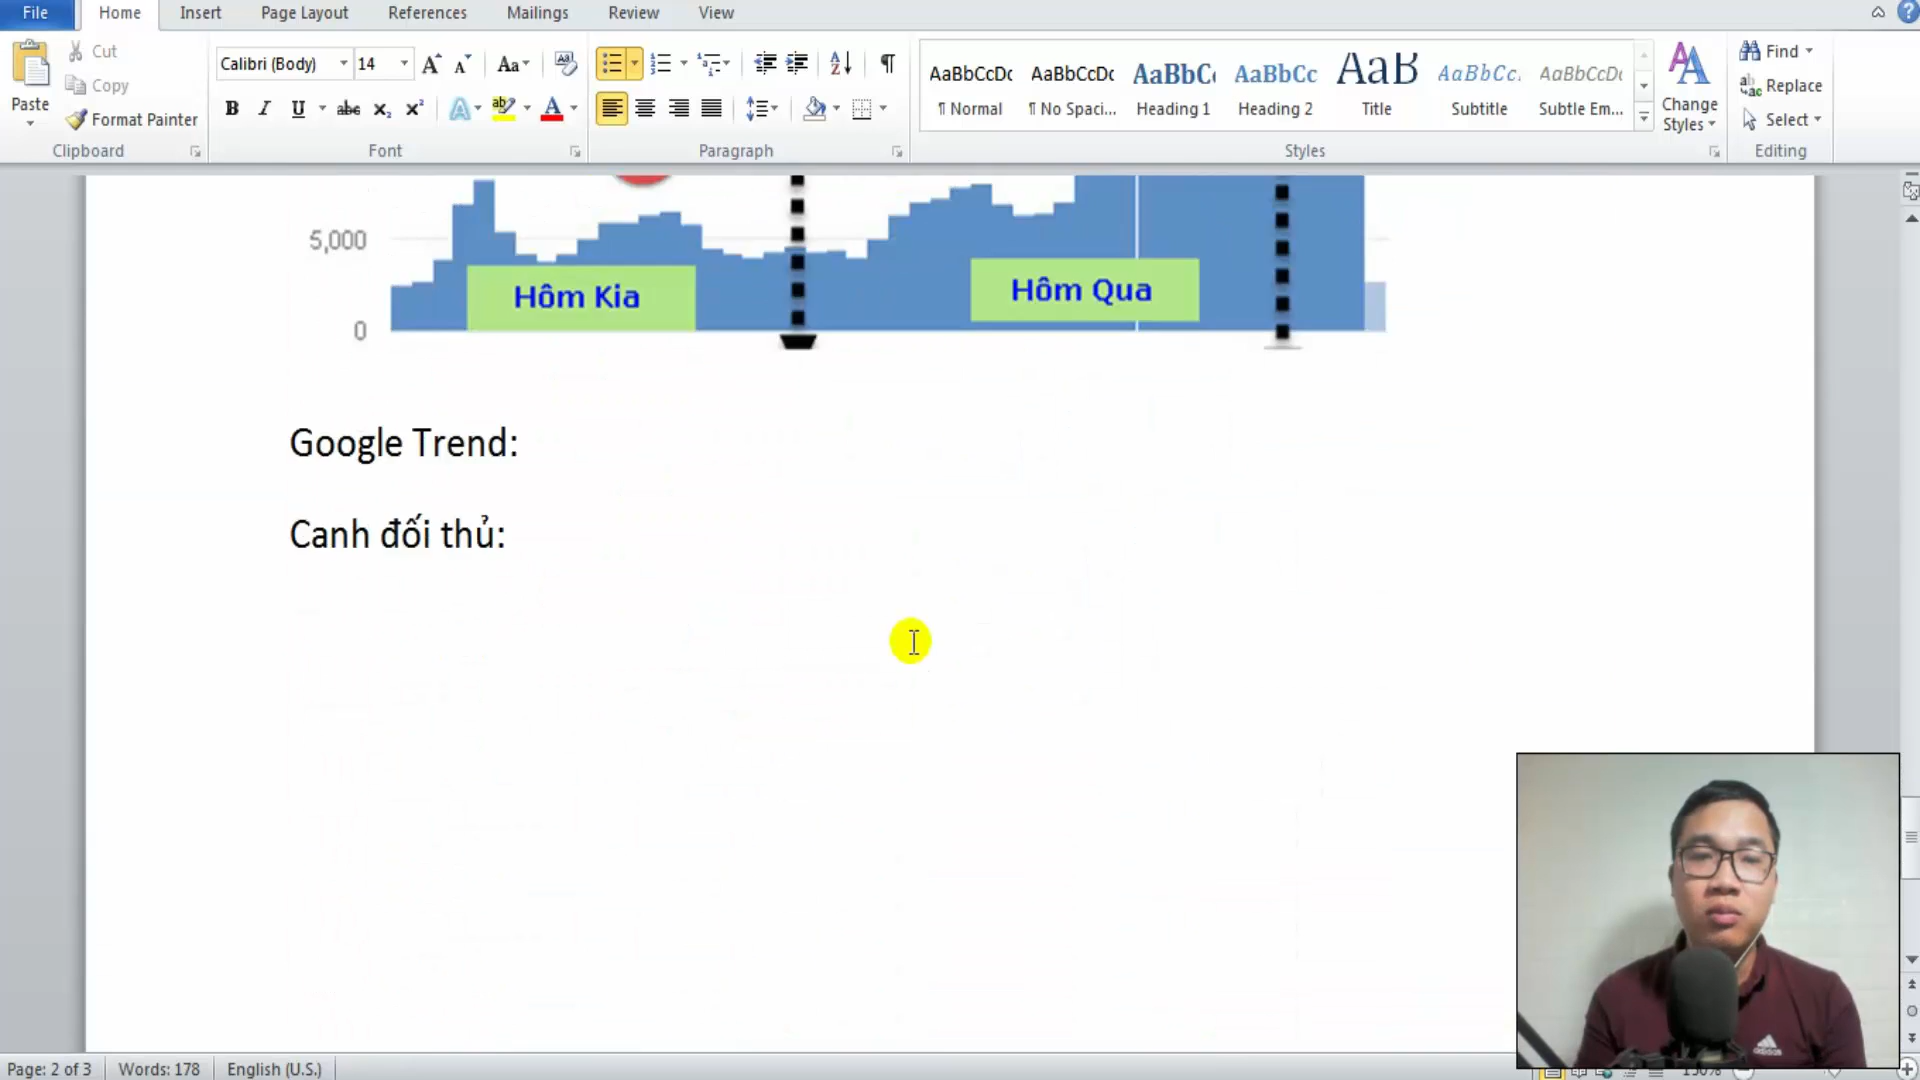 File Home Insert Page Layout References Mailings Review View
Paste
Cut
Copy
Format Painter
Clipboard
Calibri (Body) 14
Font
Paragraph
AaBbCcDc AaBbCcDc AaBbC AaBbCc AaB AaBbCc. AaBbCcDc
¶ Normal ¶ No Spaci... Heading 1 Heading 2 Title Subtitle Subtle Em...
Change Styles
Styles
Find
Replace
Select
Editing
5,000
0
Hôm Kia
Hôm Qua
Google Trend:
Canh đối thủ:
adidas
Page: 2 of 3 Words: 178 English (U.S.)